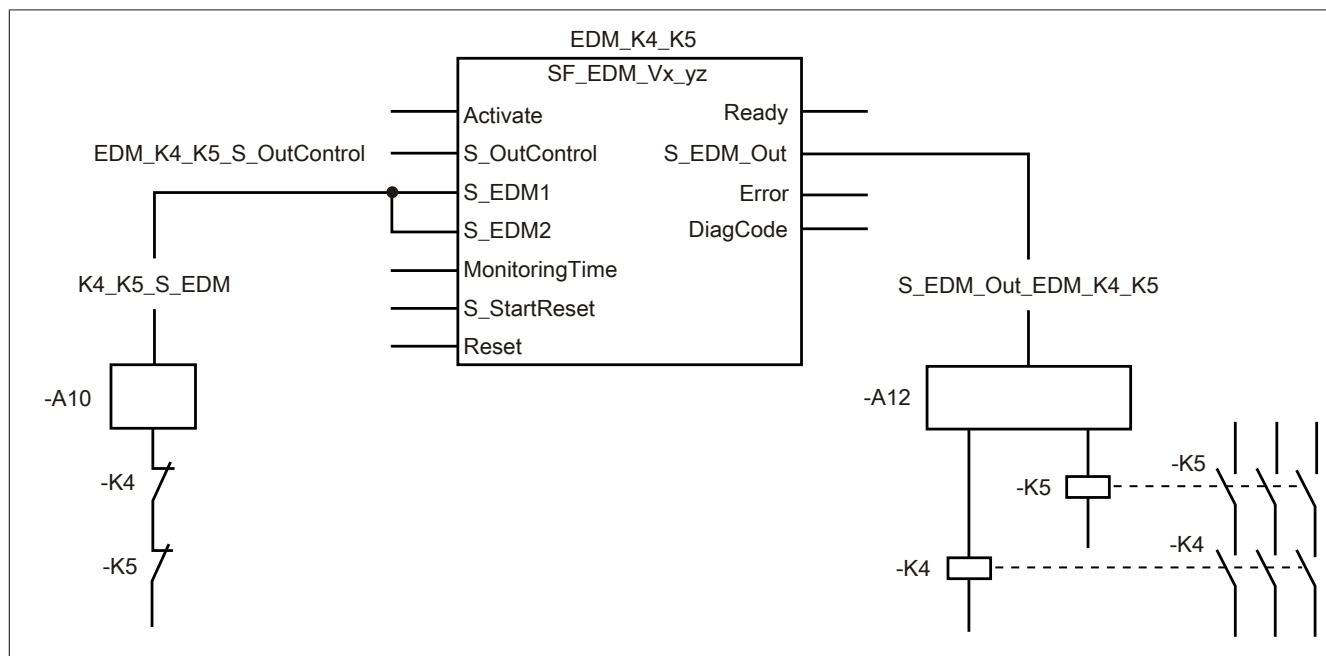 EDM_K4_K5
SF_EDM_Vx_yz
Activate
Ready
EDM_K4_K5_S_OutControl
S_OutControl
S_EDM_Out
S_EDM1
Error
S_EDM2
DiagCode
MonitoringTime
K4_K5_S_EDM
S_EDM_Out_EDM_K4_K5
S_StartReset
Reset
-A10
-A12
-K4
-K5
-K5
-K5
-K4
-K4